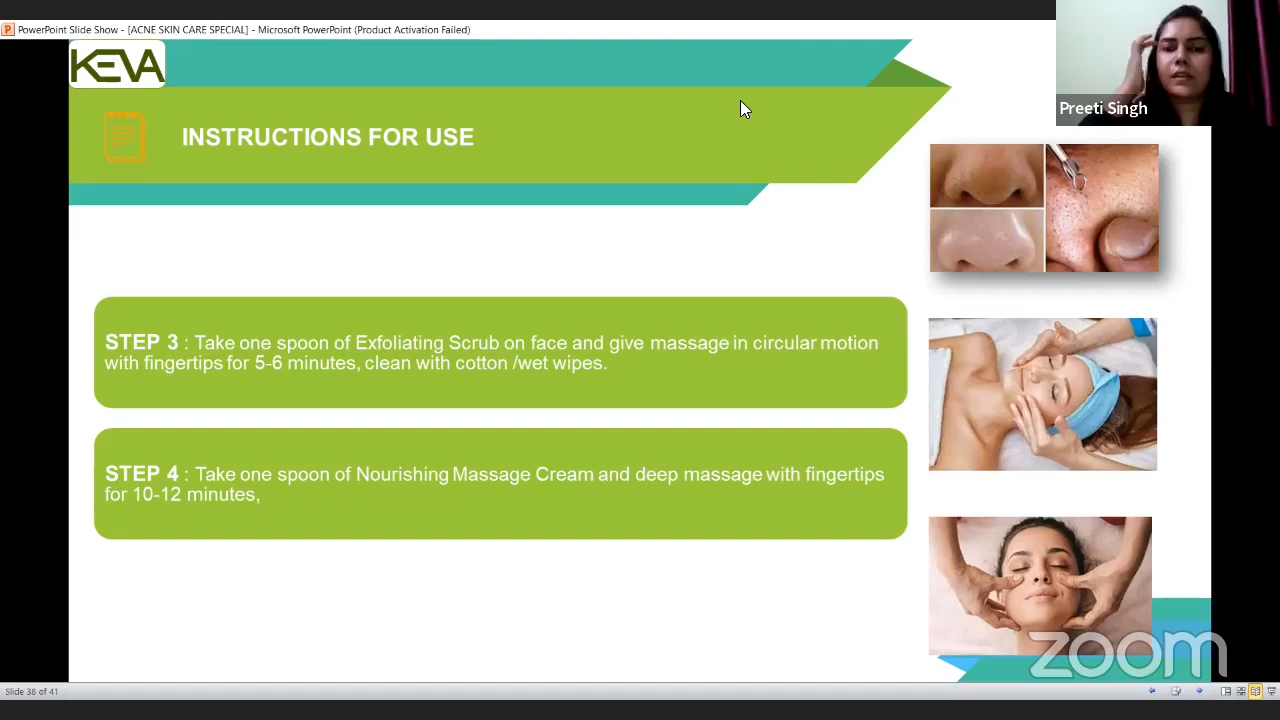 PowerPoint Slide Show - [ACNE SKIN CARE SPECIAL] - Microsoft PowerPoint (Product Activation Failed)
KEVA
Preeti Singh
INSTRUCTIONS FOR USE
STEP 3 : Take one spoon of Exfoliating Scrub on face and give massage in circular motion
with fingertips for 5-6 minutes, clean with cotton /wet wipes.
STEP 4 : Take one spoon of Nourishing Massage Cream and deep massage with fingertips
for 10-12 minutes,
zoom
Slide 38 of 41